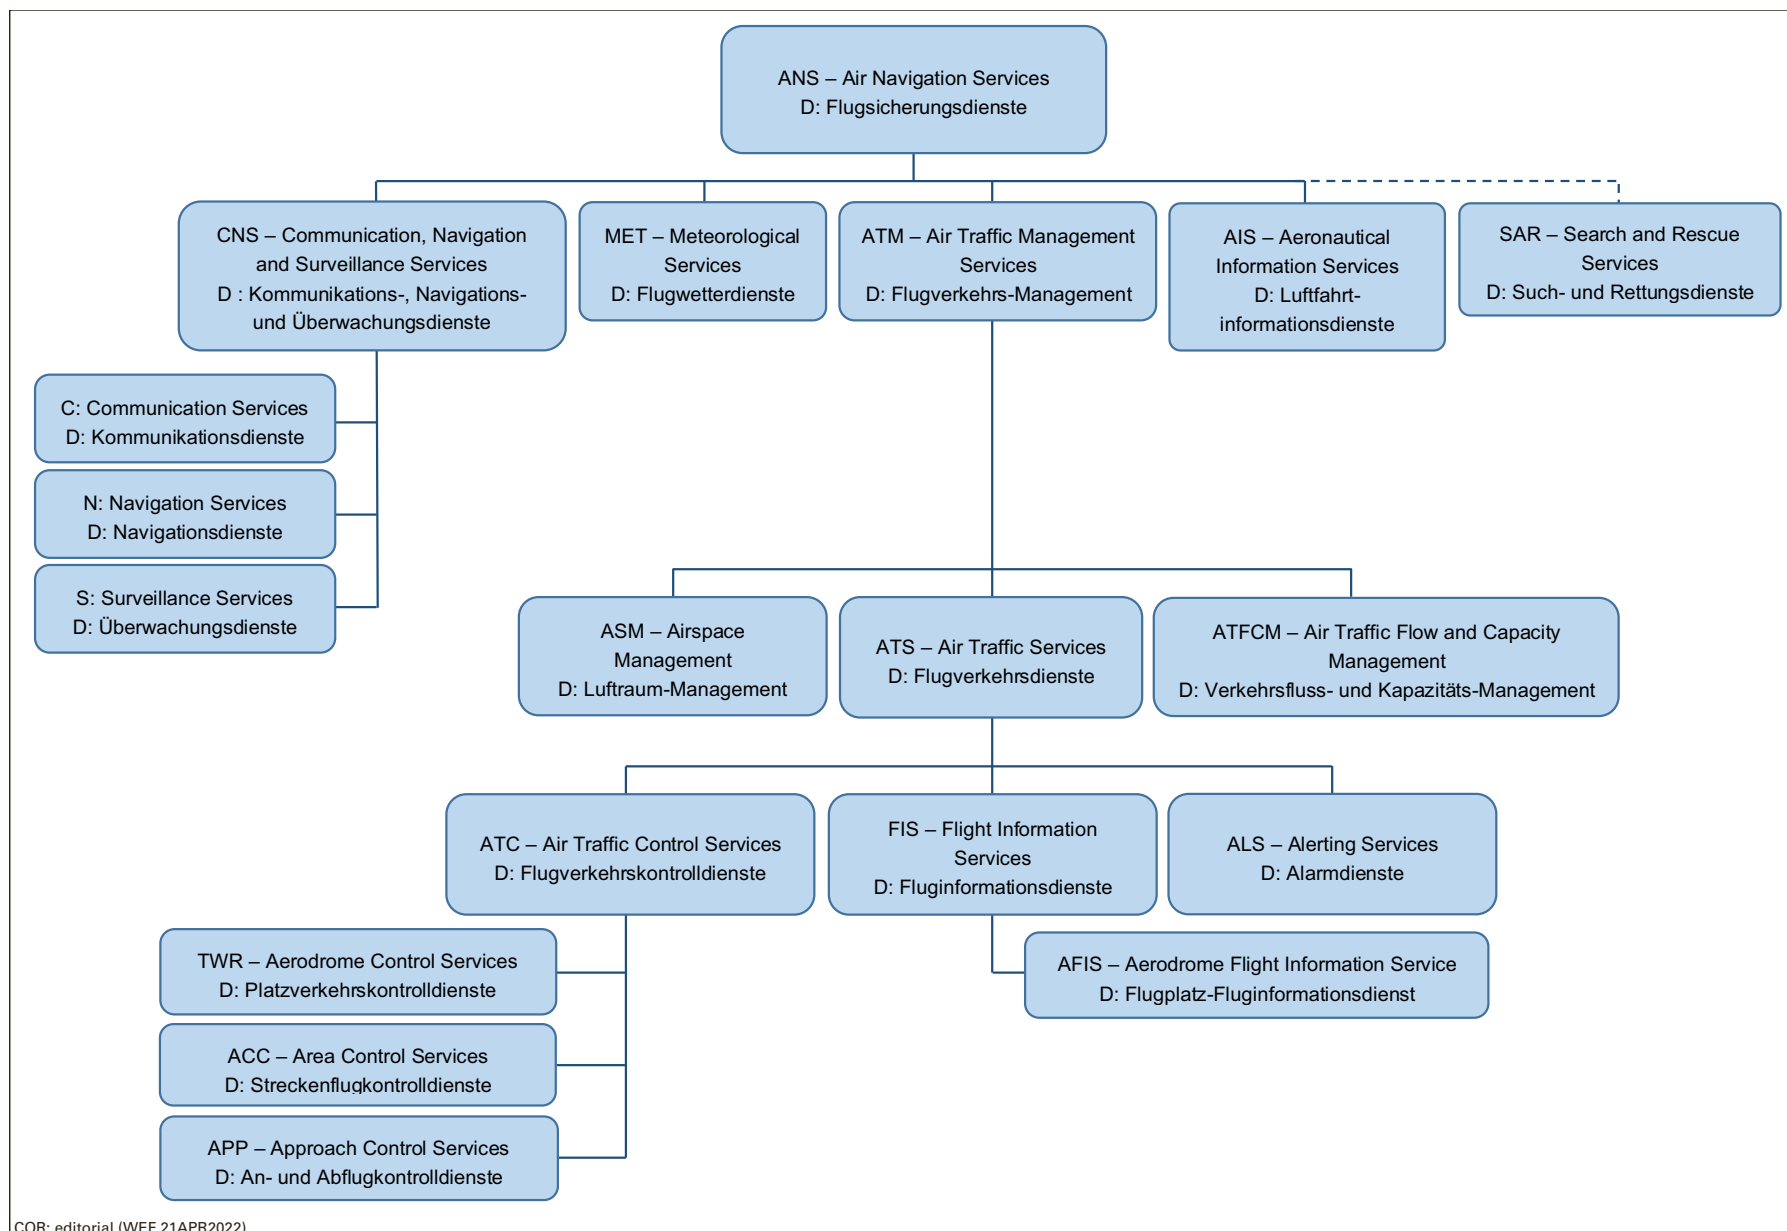 ANS – Air Navigation Services
D: Flugsicherungsdienste
CNS – Communication, Navigation
and Surveillance Services
D : Kommunikations-, Navigations-
und Überwachungsdienste
MET – Meteorological
Services
D: Flugwetterdienste
ATM – Air Traffic Management
Services
D: Flugverkehrs-Management
AIS – Aeronautical
Information Services
D: Luftfahrt-
informationsdienste
SAR – Search and Rescue
Services
D: Such- und Rettungsdienste
C: Communication Services
D: Kommunikationsdienste
N: Navigation Services
D: Navigationsdienste
S: Surveillance Services
D: Überwachungsdienste
ASM – Airspace
Management
D: Luftraum-Management
ATS – Air Traffic Services
D: Flugverkehrsdienste
ATFCM – Air Traffic Flow and Capacity
Management
D: Verkehrsfluss- und Kapazitäts-Management
ATC – Air Traffic Control Services
D: Flugverkehrskontrolldienste
FIS – Flight Information
Services
D: Fluginformationsdienste
ALS – Alerting Services
D: Alarmdienste
TWR – Aerodrome Control Services
D: Platzverkehrskontrolldienste
AFIS – Aerodrome Flight Information Service
D: Flugplatz-Fluginformationsdienst
ACC – Area Control Services
D: Streckenflugkontrolldienste
APP – Approach Control Services
D: An- und Abflugkontrolldienste
COR: editorial (WEF 21APR2022)